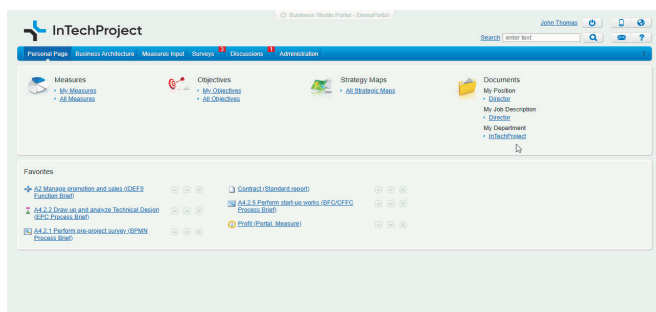 Business Studio Portal - DemoPortal
InTechProject
John Thomas
Search
enter text
?
Personal Page
Business Architecture
Measures Input
Surveys
Discussions
Administration
Measures
My Measures
All Measures
Objectives
My Objectives
All Objectives
Strategy Maps
All Strategic Maps
Documents
My Position
Director
My Job Description
Director
My Department
InTechProject
Favorites
A2 Manage promotion and sales (IDEF0
Function Brief)
A4.2.2 Draw up and analyze Technical Design
(EPC Process Brief)
A4.2.1 Perform pre-project survey (BPMN
Process Brief)
Contract (Standard report)
A4.2.5 Perform start-up works (BFC/CFFC
Process Brief)
Profit (Portal. Measure)